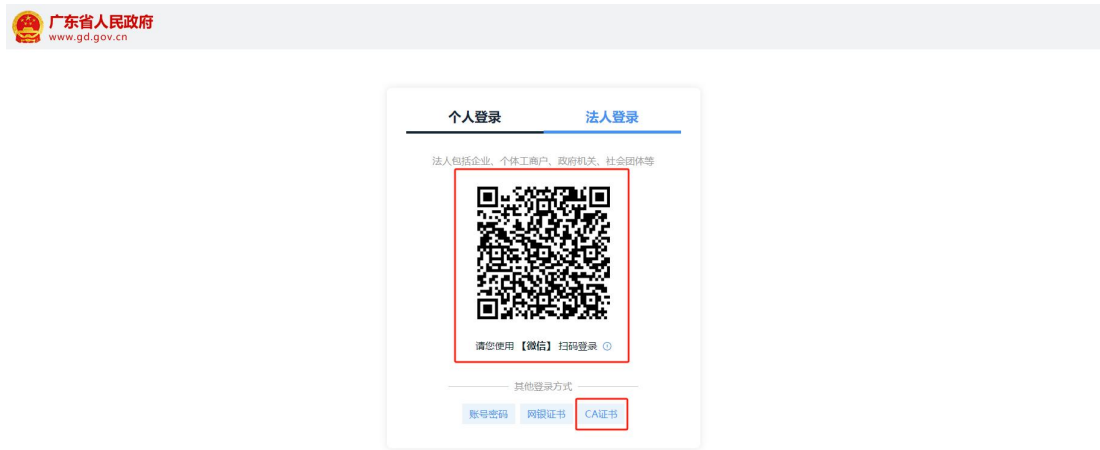 广东省人民政府
www.gd.gov.cn
个人登录 法人登录
法人包括企业、个体工商户、政府机关、社会团体等
请您使用【微信】扫码登录
其他登录方式
账号密码 网银证书 CA证书